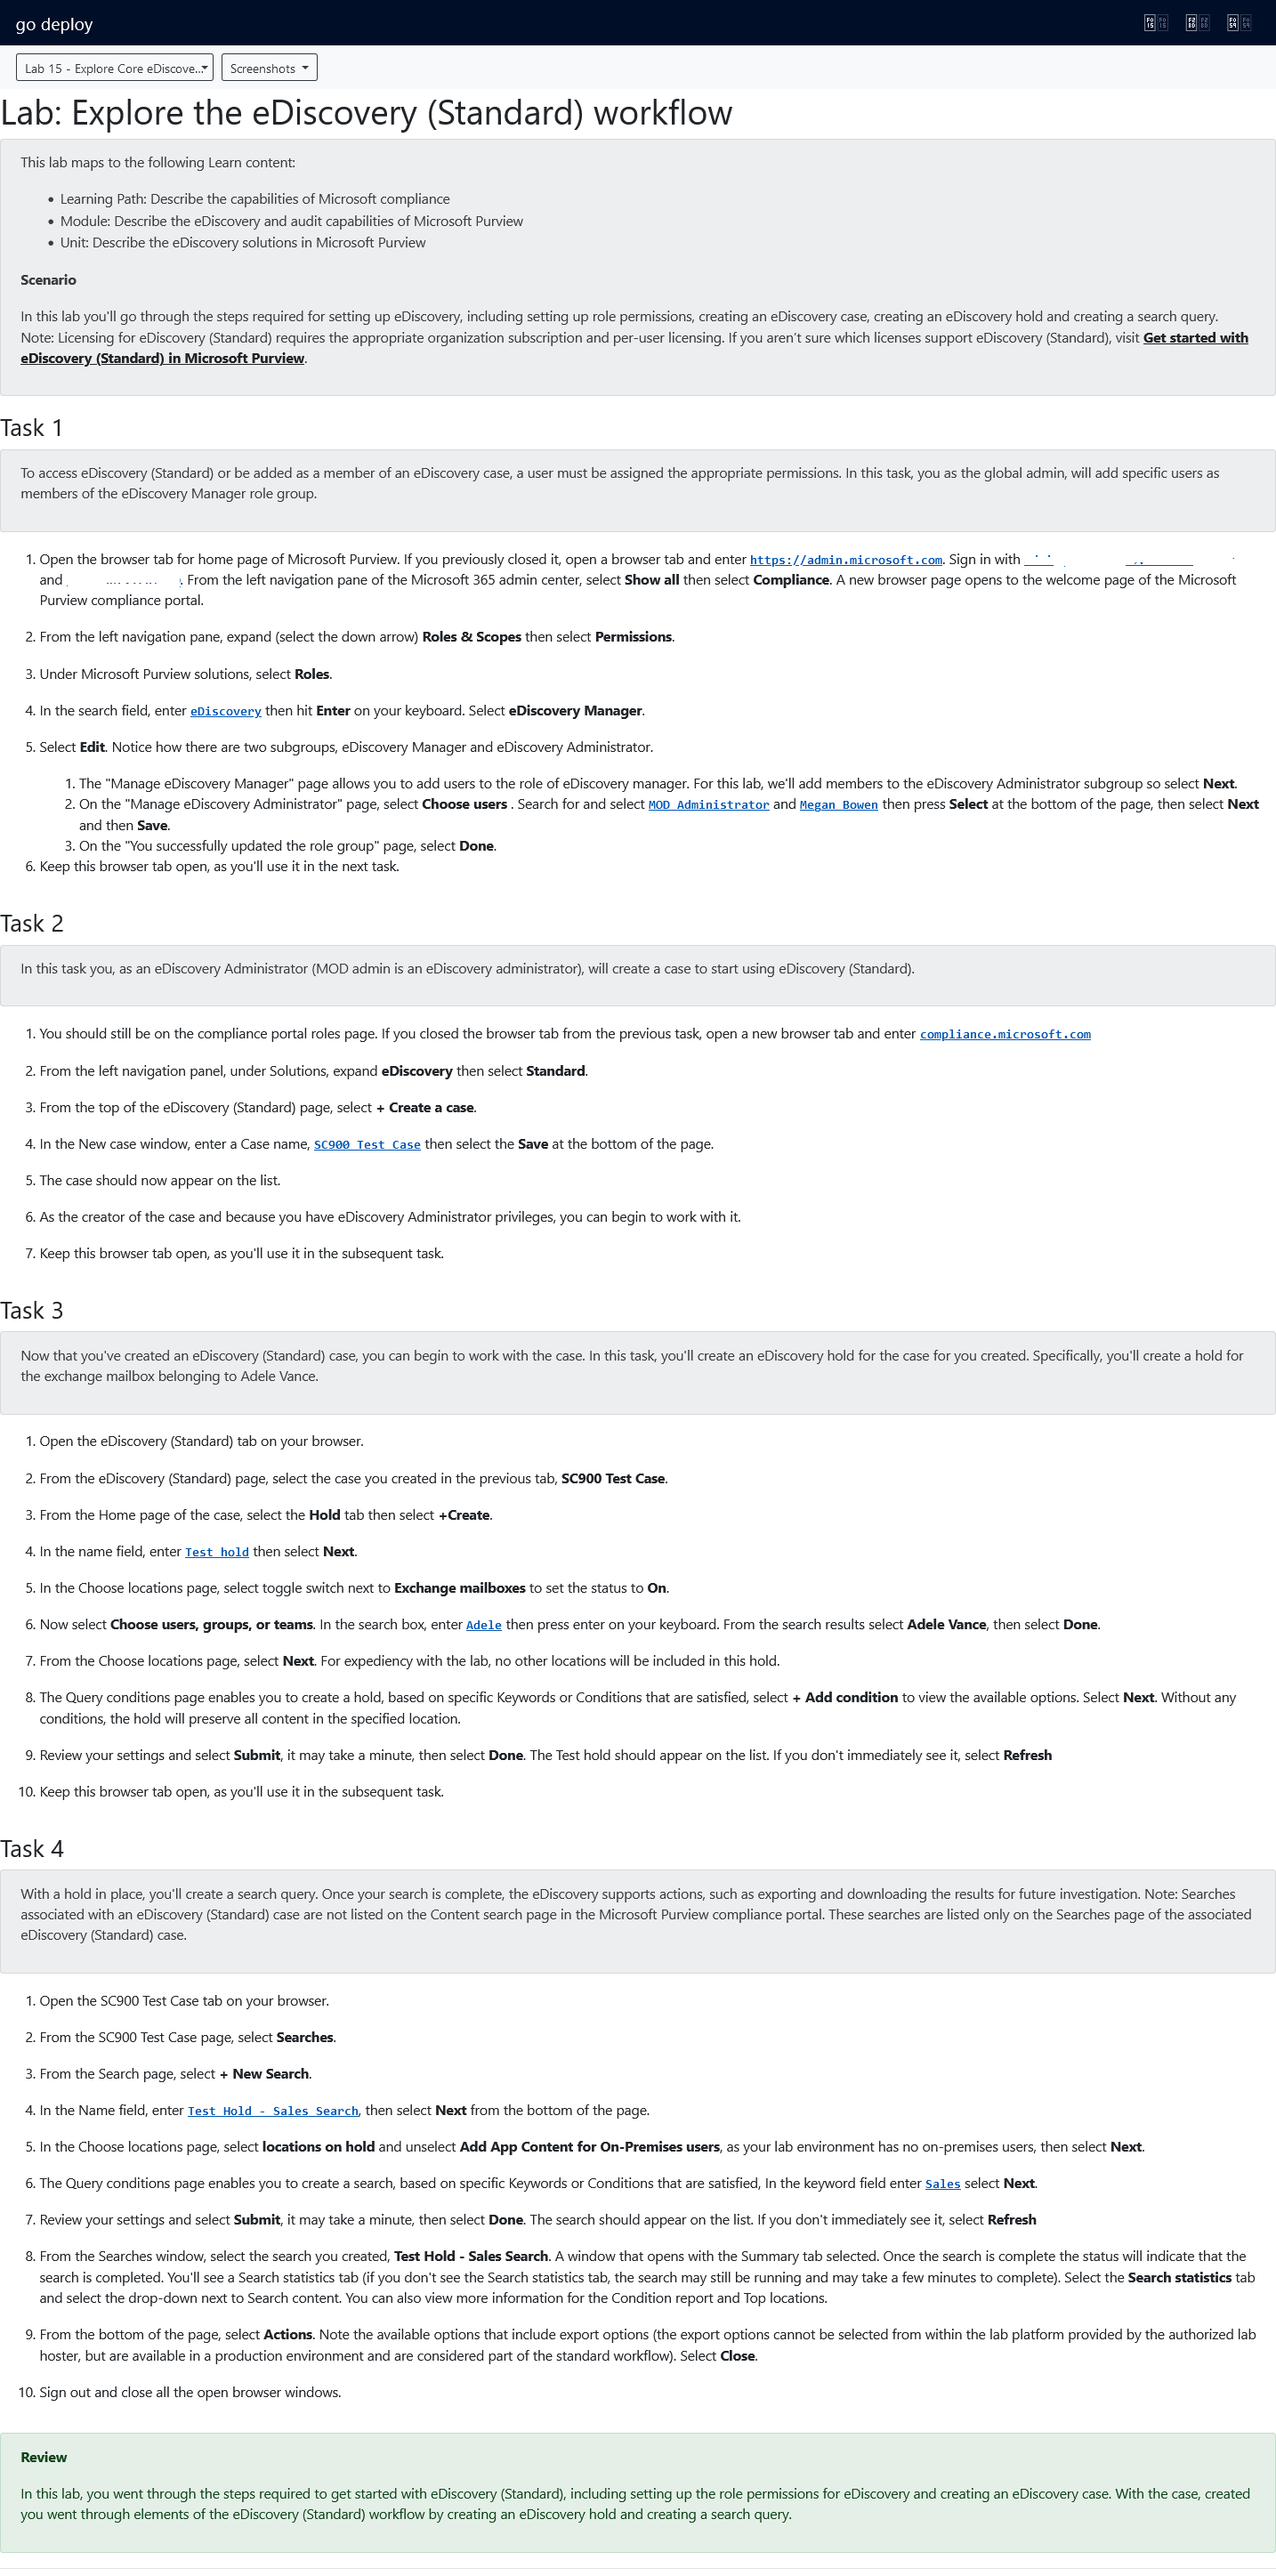 go deploy
Lab 15 - Explore Core eDiscove...
Screenshots
Lab: Explore the eDiscovery (Standard) workflow
This lab maps to the following Learn content:
• Learning Path: Describe the capabilities of Microsoft compliance
• Module: Describe the eDiscovery and audit capabilities of Microsoft Purview
• Unit: Describe the eDiscovery solutions in Microsoft Purview
Scenario
In this lab you'll go through the steps required for setting up eDiscovery, including setting up role permissions, creating an eDiscovery case, creating an eDiscovery hold and creating a search query.
Note: Licensing for eDiscovery (Standard) requires the appropriate organization subscription and per-user licensing. If you aren't sure which licenses support eDiscovery (Standard), visit Get started with
eDiscovery (Standard) in Microsoft Purview.
Task 1
To access eDiscovery (Standard) or be added as a member of an eDiscovery case, a user must be assigned the appropriate permissions. In this task, you as the global admin, will add specific users as
members of the eDiscovery Manager role group.
1. Open the browser tab for home page of Microsoft Purview. If you previously closed it, open a browser tab and enter https://admin.microsoft.com. Sign in with
and . From the left navigation pane of the Microsoft 365 admin center, select Show all then select Compliance. A new browser page opens to the welcome page of the Microsoft
Purview compliance portal.
2. From the left navigation pane, expand (select the down arrow) Roles & Scopes then select Permissions.
3. Under Microsoft Purview solutions, select Roles.
4. In the search field, enter eDiscovery then hit Enter on your keyboard. Select eDiscovery Manager.
5. Select Edit. Notice how there are two subgroups, eDiscovery Manager and eDiscovery Administrator.
1. The "Manage eDiscovery Manager" page allows you to add users to the role of eDiscovery manager. For this lab, we'll add members to the eDiscovery Administrator subgroup so select Next.
2. On the "Manage eDiscovery Administrator" page, select Choose users . Search for and select MOD Administrator and Megan Bowen then press Select at the bottom of the page, then select Next
and then Save.
3. On the "You successfully updated the role group" page, select Done.
6. Keep this browser tab open, as you'll use it in the next task.
Task 2
In this task you, as an eDiscovery Administrator (MOD admin is an eDiscovery administrator), will create a case to start using eDiscovery (Standard).
1. You should still be on the compliance portal roles page. If you closed the browser tab from the previous task, open a new browser tab and enter compliance.microsoft.com
2. From the left navigation panel, under Solutions, expand eDiscovery then select Standard.
3. From the top of the eDiscovery (Standard) page, select + Create a case.
4. In the New case window, enter a Case name, SC900 Test Case then select the Save at the bottom of the page.
5. The case should now appear on the list.
6. As the creator of the case and because you have eDiscovery Administrator privileges, you can begin to work with it.
7. Keep this browser tab open, as you'll use it in the subsequent task.
Task 3
Now that you've created an eDiscovery (Standard) case, you can begin to work with the case. In this task, you'll create an eDiscovery hold for the case for you created. Specifically, you'll create a hold for
the exchange mailbox belonging to Adele Vance.
1. Open the eDiscovery (Standard) tab on your browser.
2. From the eDiscovery (Standard) page, select the case you created in the previous tab, SC900 Test Case.
3. From the Home page of the case, select the Hold tab then select +Create.
4. In the name field, enter Test hold then select Next.
5. In the Choose locations page, select toggle switch next to Exchange mailboxes to set the status to On.
6. Now select Choose users, groups, or teams. In the search box, enter Adele then press enter on your keyboard. From the search results select Adele Vance, then select Done.
7. From the Choose locations page, select Next. For expediency with the lab, no other locations will be included in this hold.
8. The Query conditions page enables you to create a hold, based on specific Keywords or Conditions that are satisfied, select + Add condition to view the available options. Select Next. Without any
conditions, the hold will preserve all content in the specified location.
9. Review your settings and select Submit, it may take a minute, then select Done. The Test hold should appear on the list. If you don't immediately see it, select Refresh
10. Keep this browser tab open, as you'll use it in the subsequent task.
Task 4
With a hold in place, you'll create a search query. Once your search is complete, the eDiscovery supports actions, such as exporting and downloading the results for future investigation. Note: Searches
associated with an eDiscovery (Standard) case are not listed on the Content search page in the Microsoft Purview compliance portal. These searches are listed only on the Searches page of the associated
eDiscovery (Standard) case.
1. Open the SC900 Test Case tab on your browser.
2. From the SC900 Test Case page, select Searches.
3. From the Search page, select + New Search.
4. In the Name field, enter Test Hold - Sales Search, then select Next from the bottom of the page.
5. In the Choose locations page, select locations on hold and unselect Add App Content for On-Premises users, as your lab environment has no on-premises users, then select Next.
6. The Query conditions page enables you to create a search, based on specific Keywords or Conditions that are satisfied, In the keyword field enter Sales select Next.
7. Review your settings and select Submit, it may take a minute, then select Done. The search should appear on the list. If you don't immediately see it, select Refresh
8. From the Searches window, select the search you created, Test Hold - Sales Search. A window that opens with the Summary tab selected. Once the search is complete the status will indicate that the
search is completed. You'll see a Search statistics tab (if you don't see the Search statistics tab, the search may still be running and may take a few minutes to complete). Select the Search statistics tab
and select the drop-down next to Search content. You can also view more information for the Condition report and Top locations.
9. From the bottom of the page, select Actions. Note the available options that include export options (the export options cannot be selected from within the lab platform provided by the authorized lab
hoster, but are available in a production environment and are considered part of the standard workflow). Select Close.
10. Sign out and close all the open browser windows.
Review
In this lab, you went through the steps required to get started with eDiscovery (Standard), including setting up the role permissions for eDiscovery and creating an eDiscovery case. With the case, created
you went through elements of the eDiscovery (Standard) workflow by creating an eDiscovery hold and creating a search query.